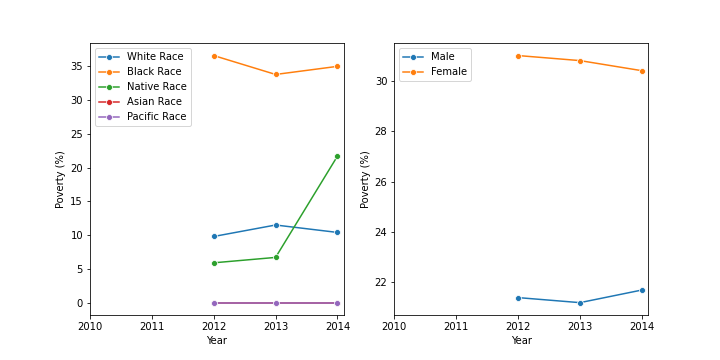 White Race
Black Race
Native Race
Asian Race
Pacific Race
35
30
25
20
15
10
5
0
Poverty (%)
2010 2011 2012 2013 2014
Year
Male
Female
30
28
26
24
22
Poverty (%)
2010 2011 2012 2013 2014
Year